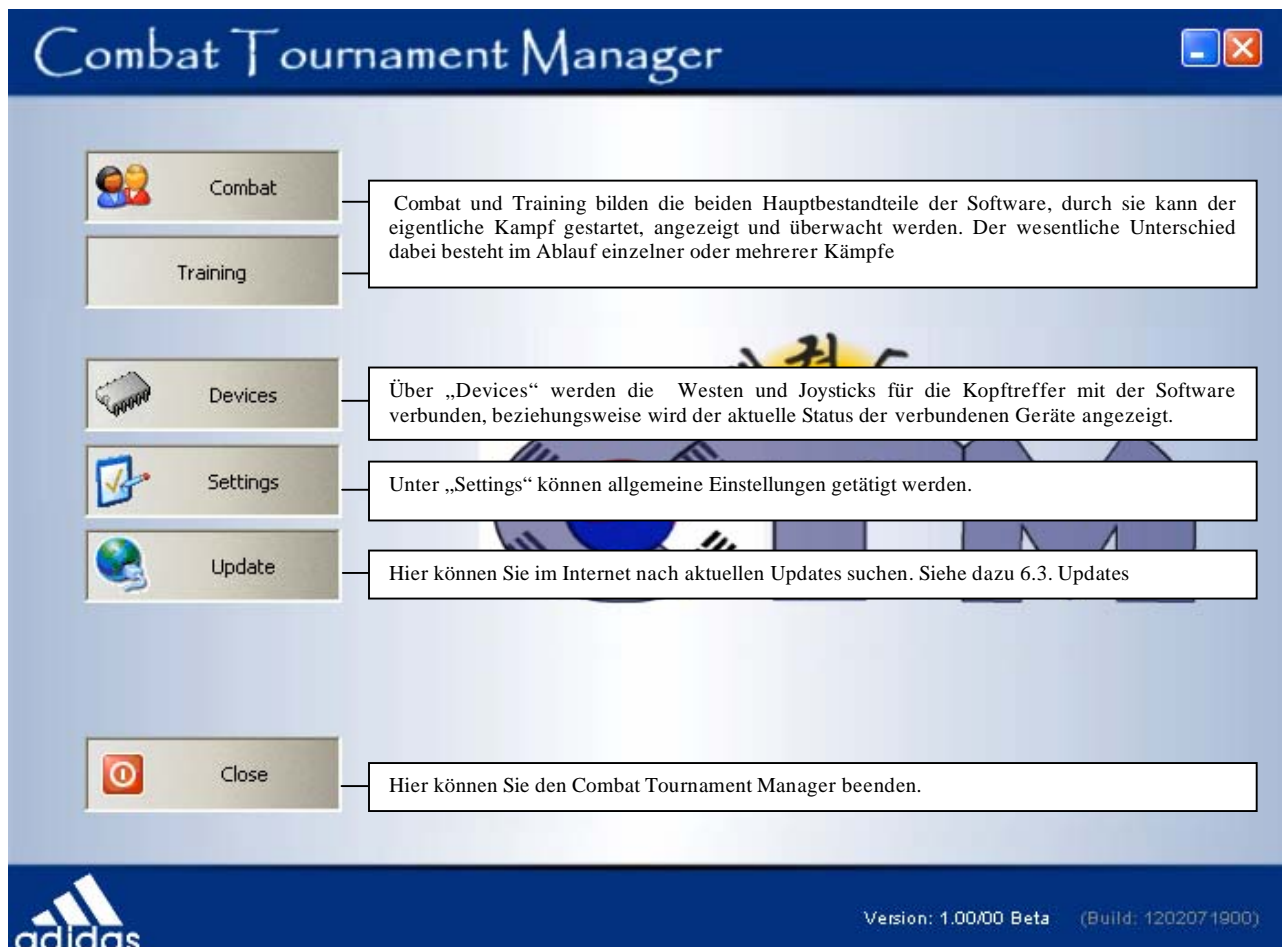 Combat Tournament Manager
Combat
Combat und Training bilden die beiden Hauptbestandteile der Software, durch sie kann der
eigentliche Kampf gestartet, angezeigt und überwacht werden. Der wesentliche Unterschied
dabei besteht im Ablauf einzelner oder mehrerer Kämpfe
Training
Devices
Über „Devices“ werden die Westen und Joysticks für die Kopftreffer mit der Software
verbunden, beziehungsweise wird der aktuelle Status der verbundenen Geräte angezeigt.
Settings
Unter „Settings“ können allgemeine Einstellungen getätigt werden.
Update
Hier können Sie im Internet nach aktuellen Updates suchen. Siehe dazu 6.3. Updates
Close
Hier können Sie den Combat Tournament Manager beenden.
adidas
Version: 1.00/00 Beta (Build: 1202071900)